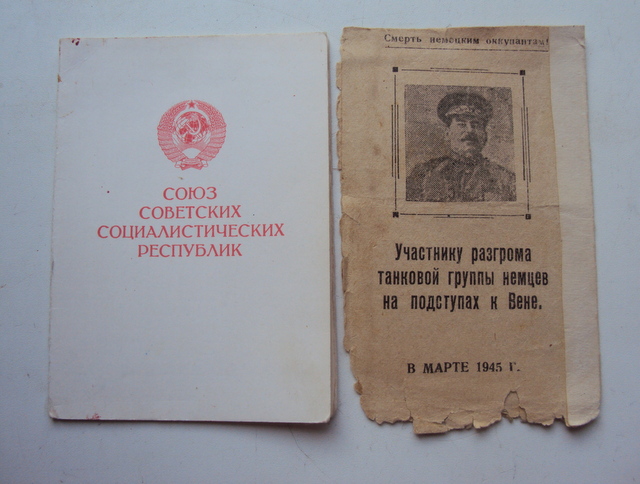 СОЮЗ
СОВЕТСКИХ
СОЦИАЛИСТИЧЕСКИХ
РЕСПУБЛИК
Смерть немецким оккупантам!
Участнику разгрома
танковой группы немцев
на подступах к Вене.
В МАРТЕ 1945 Г.